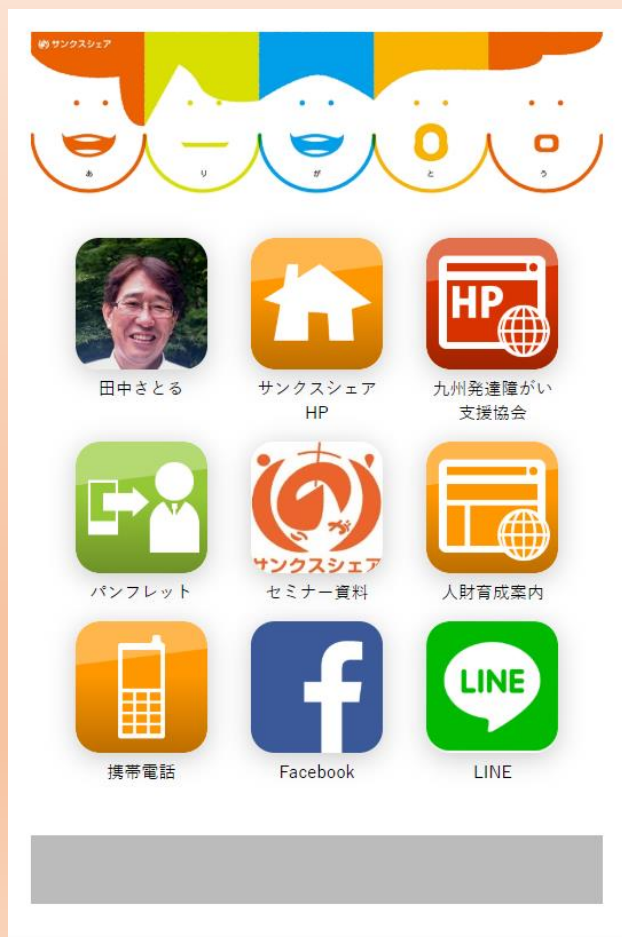 サンクスシェア
あ り が と う
田中さとる
サンクスシェア
HP
HP
九州発達障がい
支援協会
パンフレット
サンクスシェア
セミナー資料
人財育成案内
携帯電話
Facebook
LINE
LINE